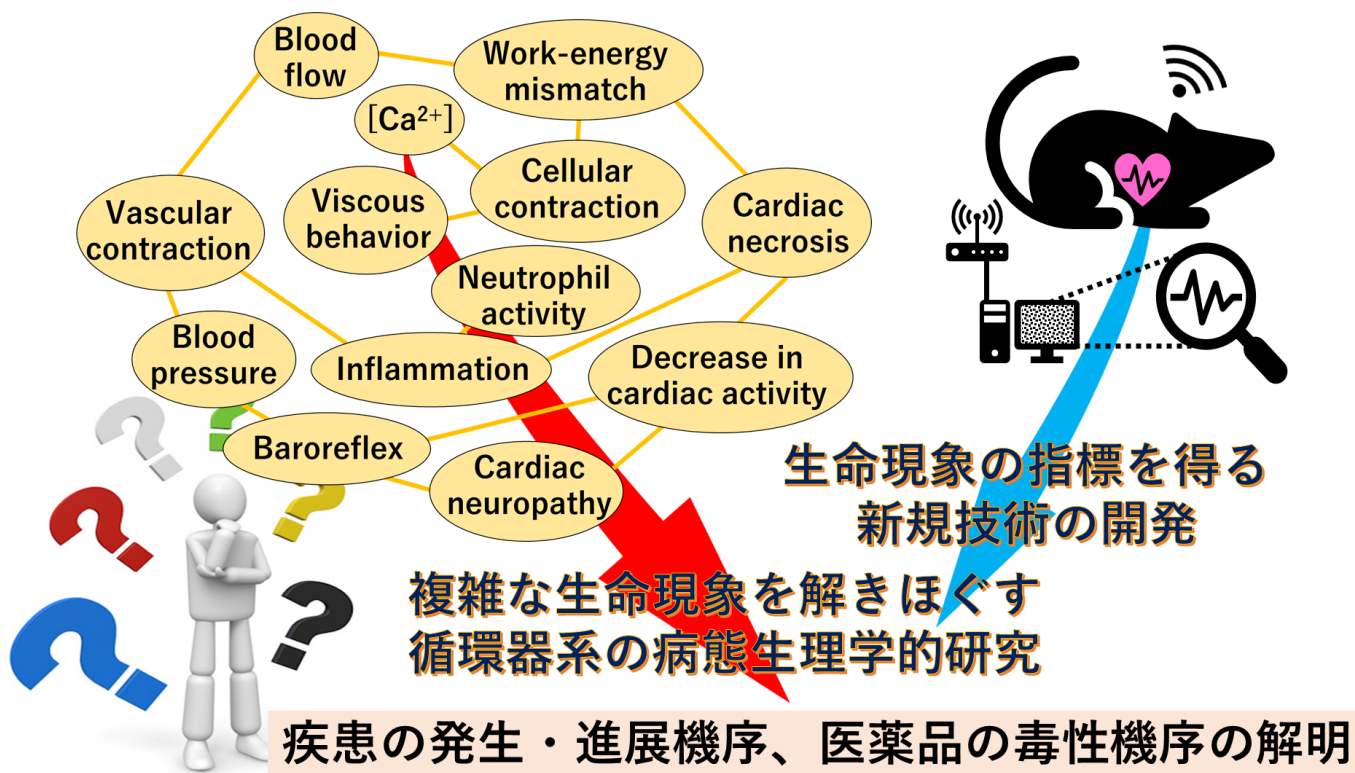 Blood
flow
Work-energy
mismatch
[Ca²⁺]
Cellular
contraction
Viscous
behavior
Vascular
contraction
Cardiac
necrosis
Neutrophil
activity
Blood
pressure
Inflammation
Decrease in
cardiac activity
Baroreflex
Cardiac
neuropathy
生命現象の指標を得る
新規技術の開発
複雑な生命現象を解きほぐす
循環器系の病態生理学的研究
疾患の発生・進展機序、医薬品の毒性機序の解明